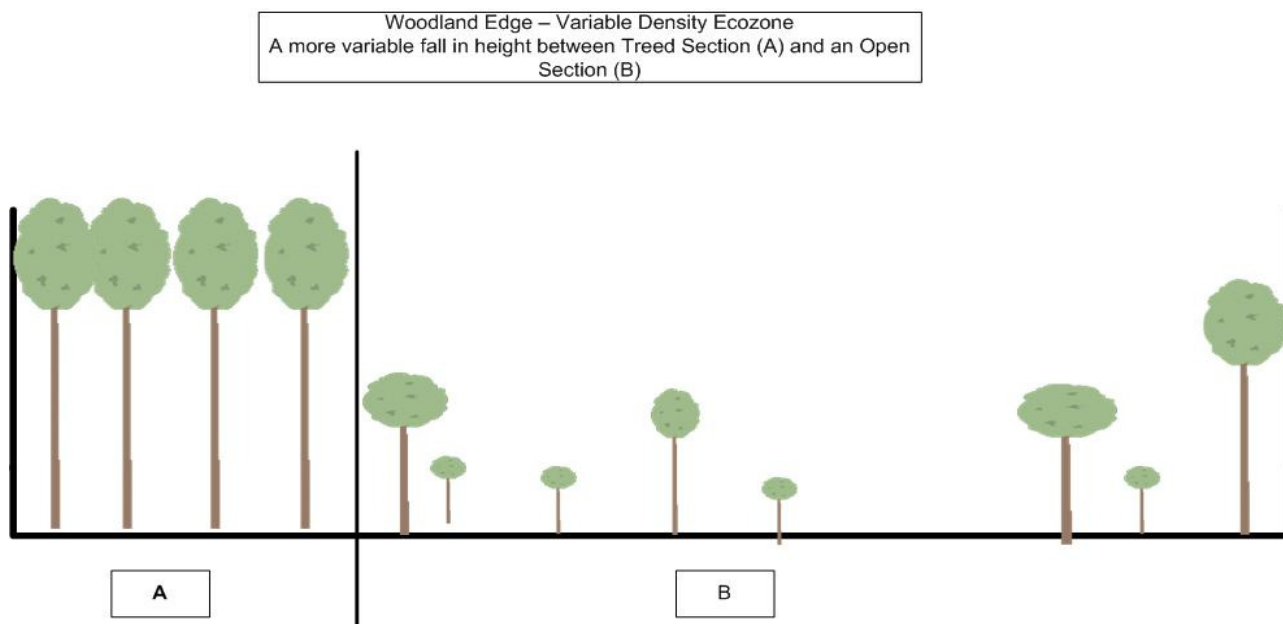 Woodland Edge – Variable Density Ecozone
A more variable fall in height between Treed Section (A) and an Open
Section (B)
A
B